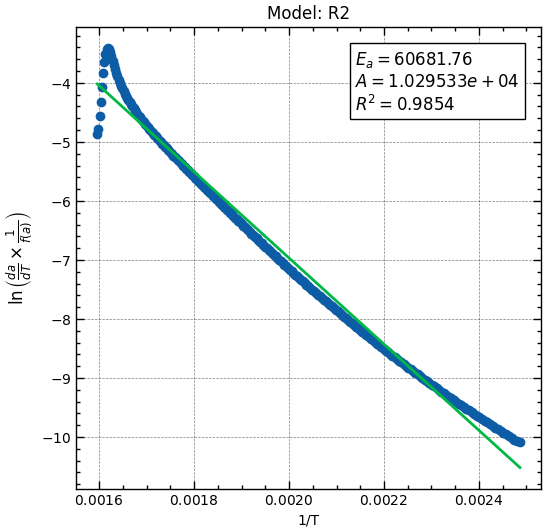 Model: R2
E_a = 60681.76
A = 1.029533e + 04
R^2 = 0.9854
ln(da/dT × 1/f(a))
−4
−5
−6
−7
−8
−9
−10
0.0016 0.0018 0.0020 0.0022 0.0024
1/T